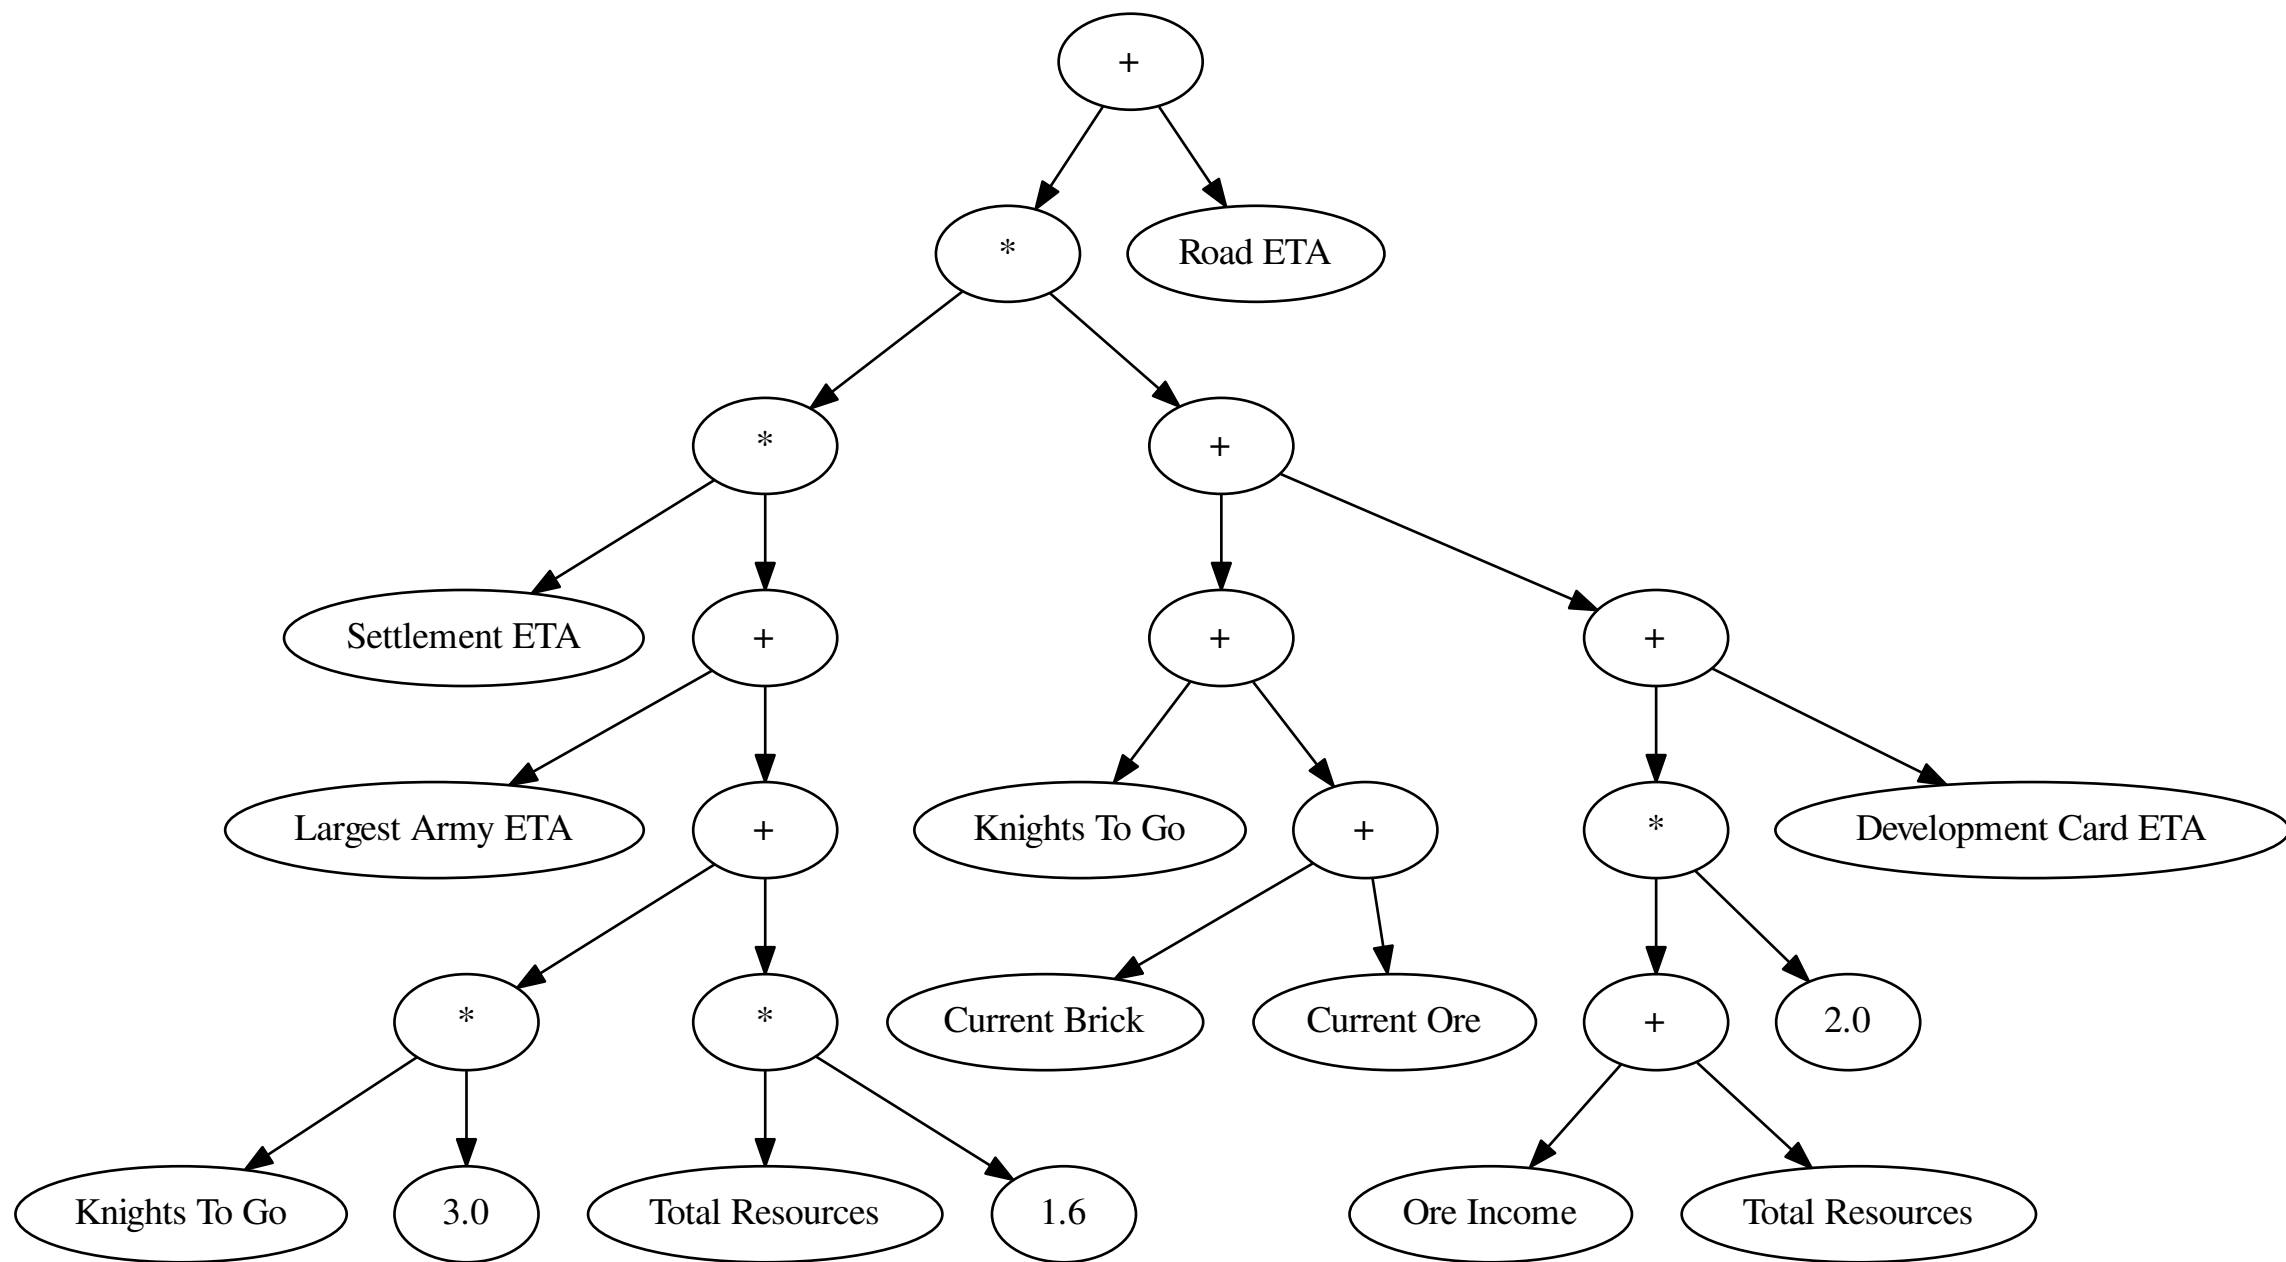 +
*
Road ETA
*
+
Settlement ETA
+
+
+
Largest Army ETA
+
Knights To Go
+
*
Development Card ETA
*
*
Current Brick
Current Ore
+
2.0
Knights To Go
3.0
Total Resources
1.6
Ore Income
Total Resources